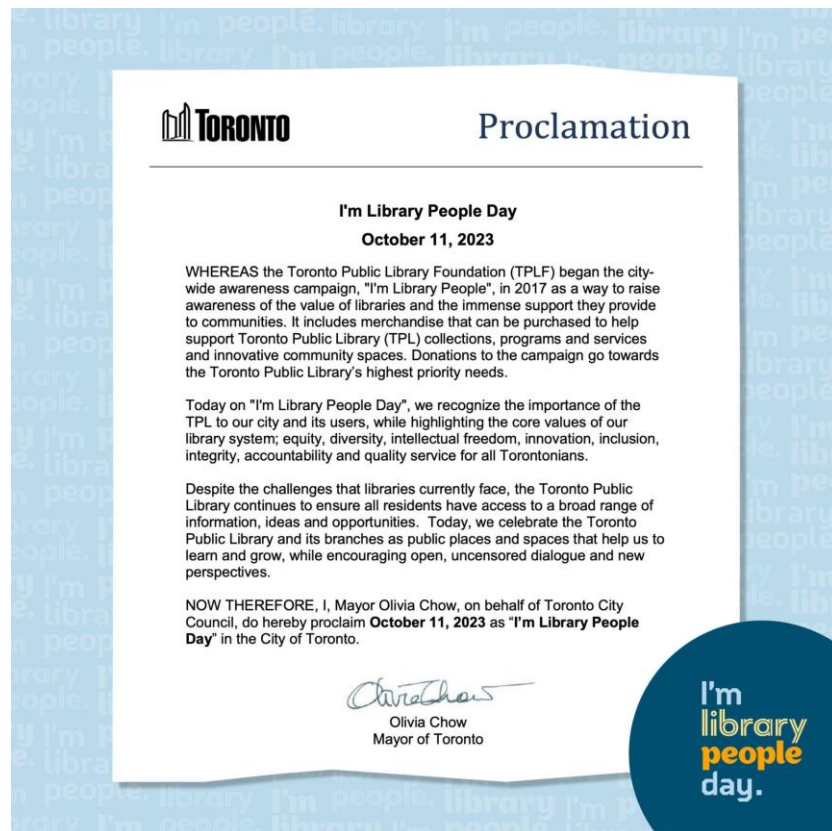 TORONTO
Proclamation
I'm Library People Day
October 11, 2023
WHEREAS the Toronto Public Library Foundation (TPLF) began the city-
wide awareness campaign, "I'm Library People", in 2017 as a way to raise
awareness of the value of libraries and the immense support they provide
to communities. It includes merchandise that can be purchased to help
support Toronto Public Library (TPL) collections, programs and services
and innovative community spaces. Donations to the campaign go towards
the Toronto Public Library's highest priority needs.
Today on "I'm Library People Day", we recognize the importance of the
TPL to our city and its users, while highlighting the core values of our
library system; equity, diversity, intellectual freedom, innovation, inclusion,
integrity, accountability and quality service for all Torontonians.
Despite the challenges that libraries currently face, the Toronto Public
Library continues to ensure all residents have access to a broad range of
information, ideas and opportunities.  Today, we celebrate the Toronto
Public Library and its branches as public places and spaces that help us to
learn and grow, while encouraging open, uncensored dialogue and new
perspectives.
NOW THEREFORE, I, Mayor Olivia Chow, on behalf of Toronto City
Council, do hereby proclaim October 11, 2023 as “I’m Library People
Day” in the City of Toronto.
Olivia Chow
Olivia Chow
Mayor of Toronto
I'm
library
people
day.